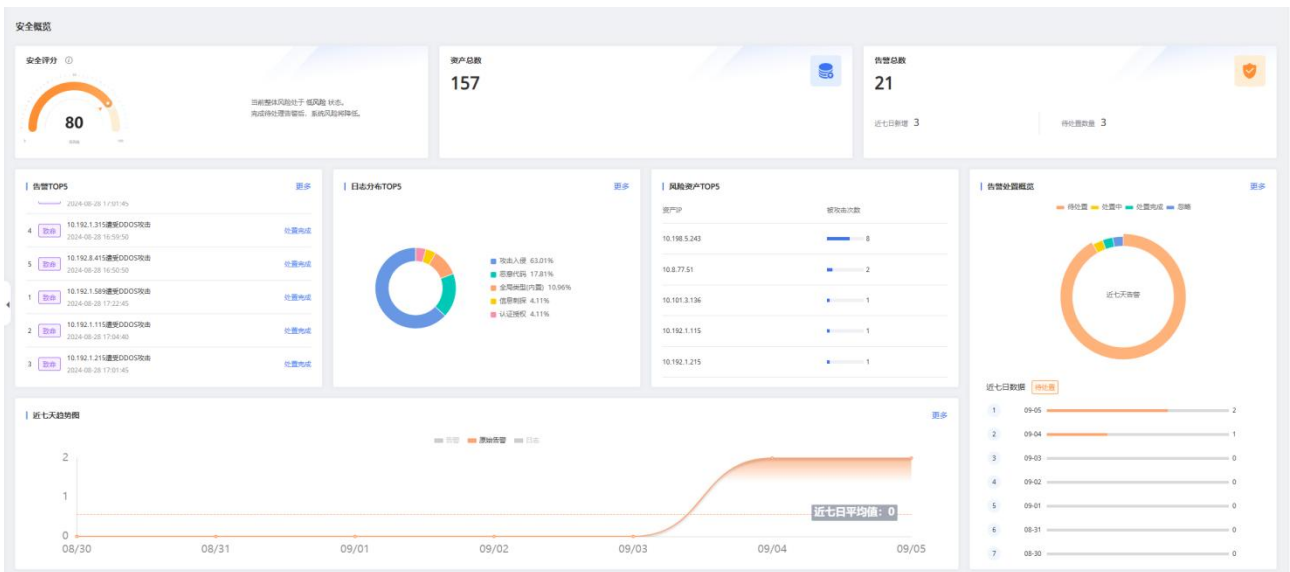 安全概览
安全评分
80
当前整体风险处于 低风险 状态。
完成待处理告警后，系统风险将降低。
资产总数
157
告警总数
21
近七日新增 3
待处置数量 3
告警TOP5
更多
2024-08-28 17:01:45
4 致命 10.192.1.315遭受DDOS攻击 处置完成
2024-08-28 16:59:50
5 致命 10.192.8.415遭受DDOS攻击 处置完成
2024-08-28 16:50:50
1 致命 10.192.1.589遭受DDOS攻击 处置完成
2024-08-28 17:22:45
2 致命 10.192.1.115遭受DDOS攻击 处置完成
2024-08-28 17:04:40
3 致命 10.192.1.215遭受DDOS攻击 处置完成
2024-08-28 17:01:45
日志分布TOP5
更多
攻击入侵 63.01%
恶意代码 17.81%
全局类型(内置) 10.96%
信息刺探 4.11%
认证授权 4.11%
风险资产TOP5
资产IP 被攻击次数
10.198.5.243 8
10.8.77.51 2
10.101.3.136 1
10.192.1.115 1
10.192.1.215 1
告警处置概览
更多
待处置 处置中 处置完成 忽略
近七天告警
近七日数据 待处置
1 09-05 2
2 09-04 1
3 09-03 0
4 09-02 0
5 09-01 0
6 08-31 0
7 08-30 0
近七天趋势图
更多
告警 原始告警 日志
2
1
0
近七日平均值：0
08/30 08/31 09/01 09/02 09/03 09/04 09/05